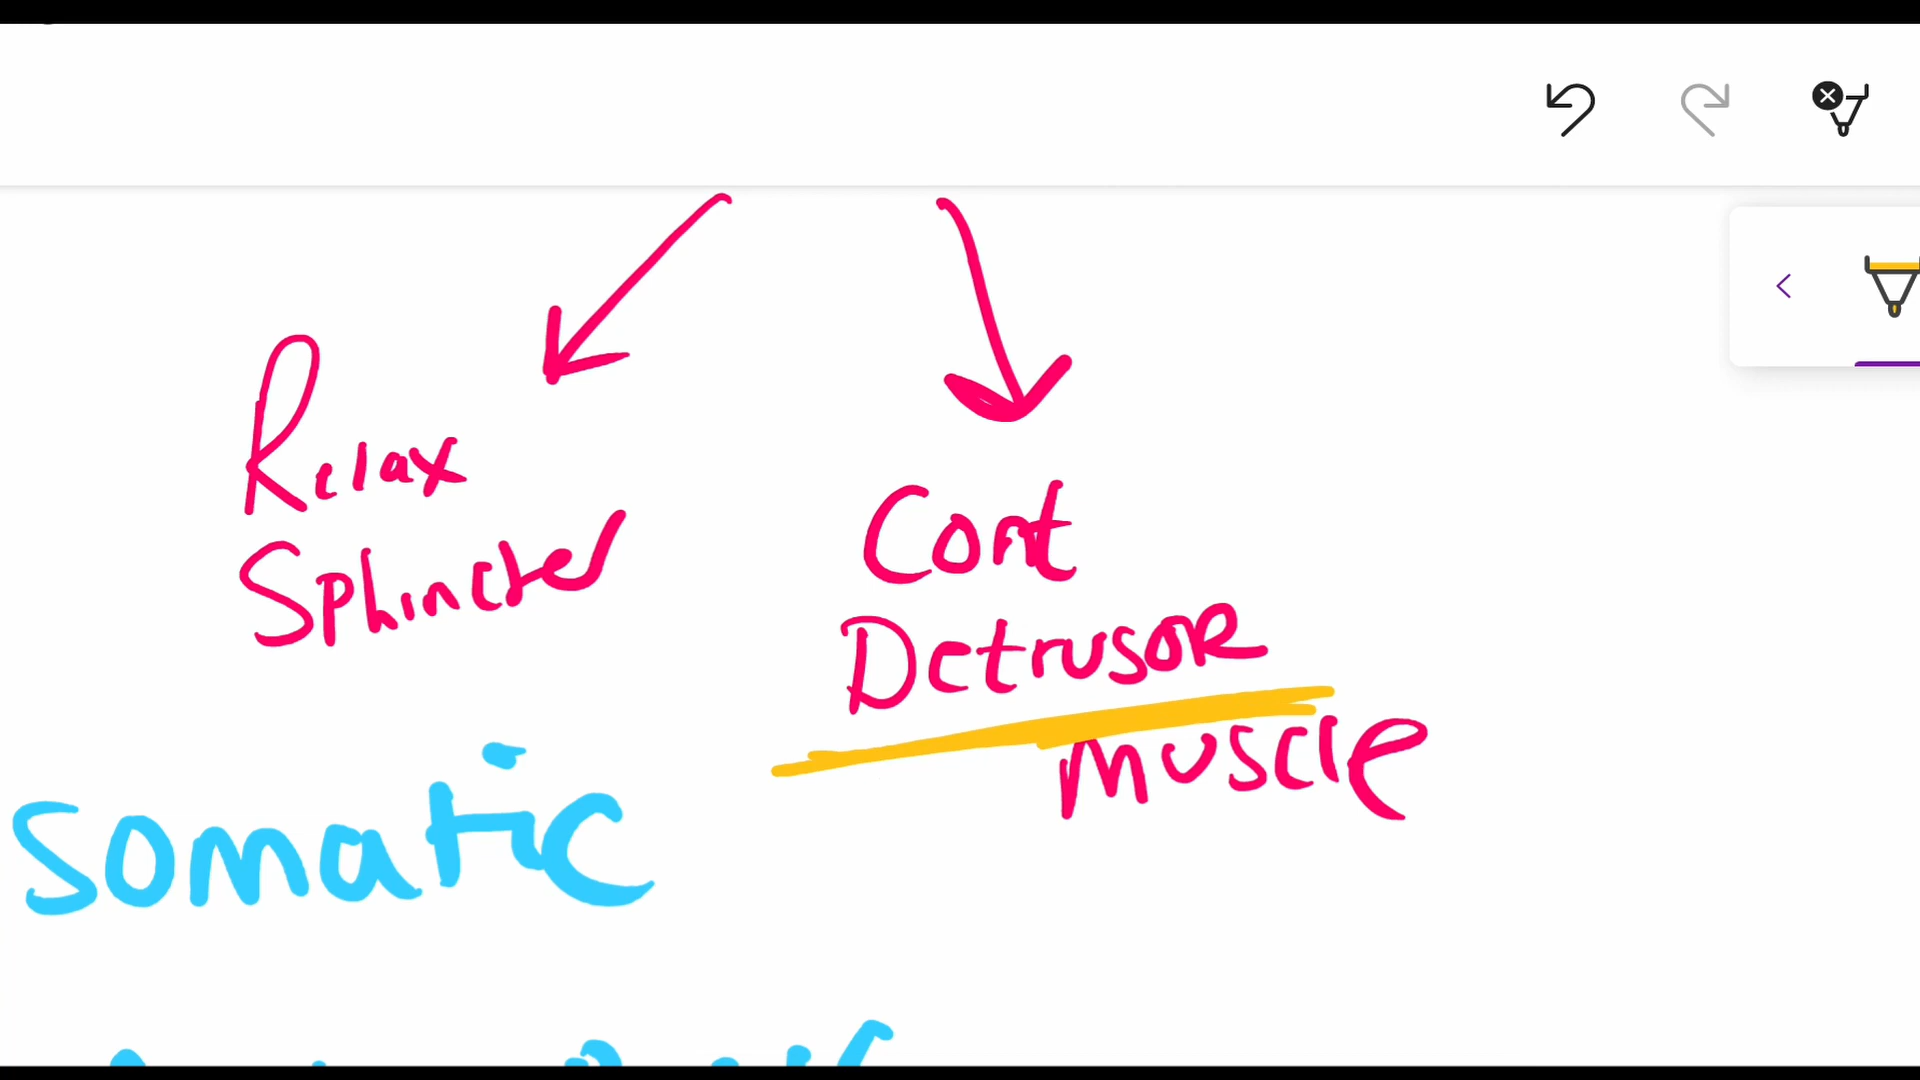 Relax
Sphincter
Cont
Detrusor
muscle
somatic